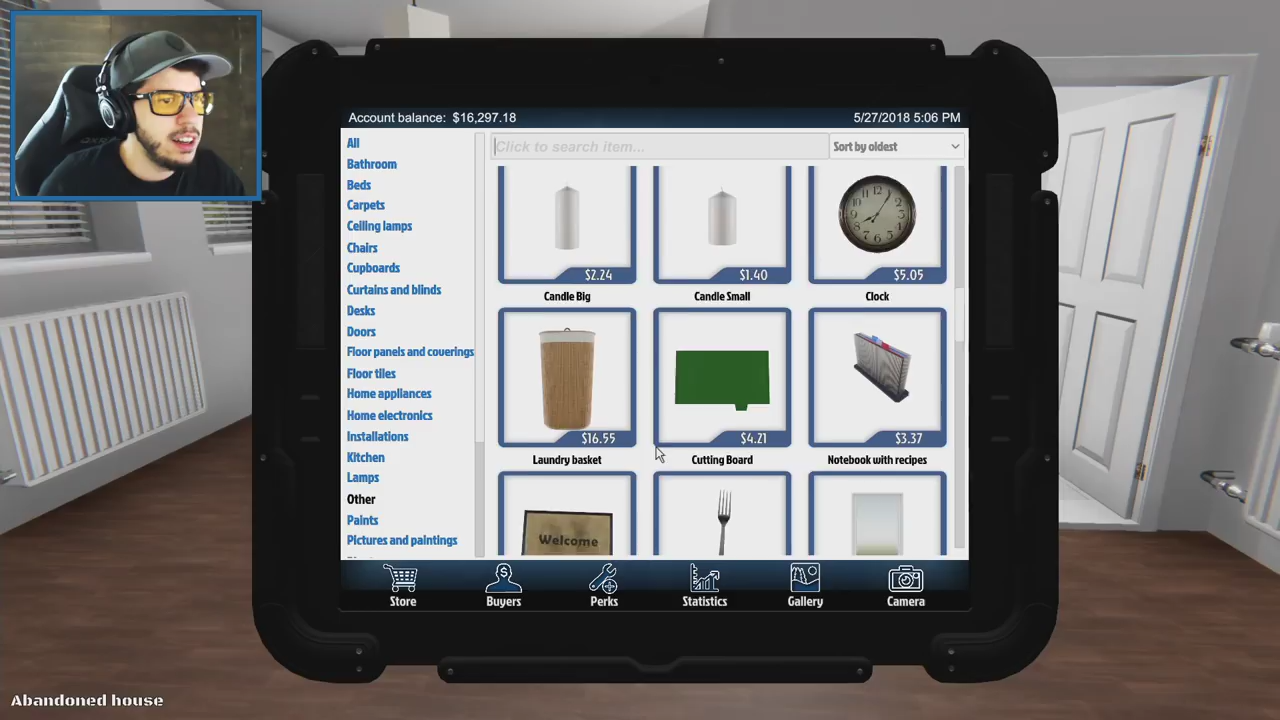 Account balance: $16,297.18
5/27/2018 5:06 PM
All
Bathroom
Beds
Carpets
Ceiling lamps
Chairs
Cupboards
Curtains and blinds
Desks
Doors
Floor panels and coverings
Floor tiles
Home appliances
Home electronics
Installations
Kitchen
Lamps
Other
Paints
Pictures and paintings
Click to search item...
Sort by oldest
$2.24
$1.40
$5.05
Candle Big
Candle Small
Clock
$16.55
$4.21
$3.37
Laundry basket
Cutting Board
Notebook with recipes
Welcome
Store
Buyers
Perks
Statistics
Gallery
Camera
Abandoned house